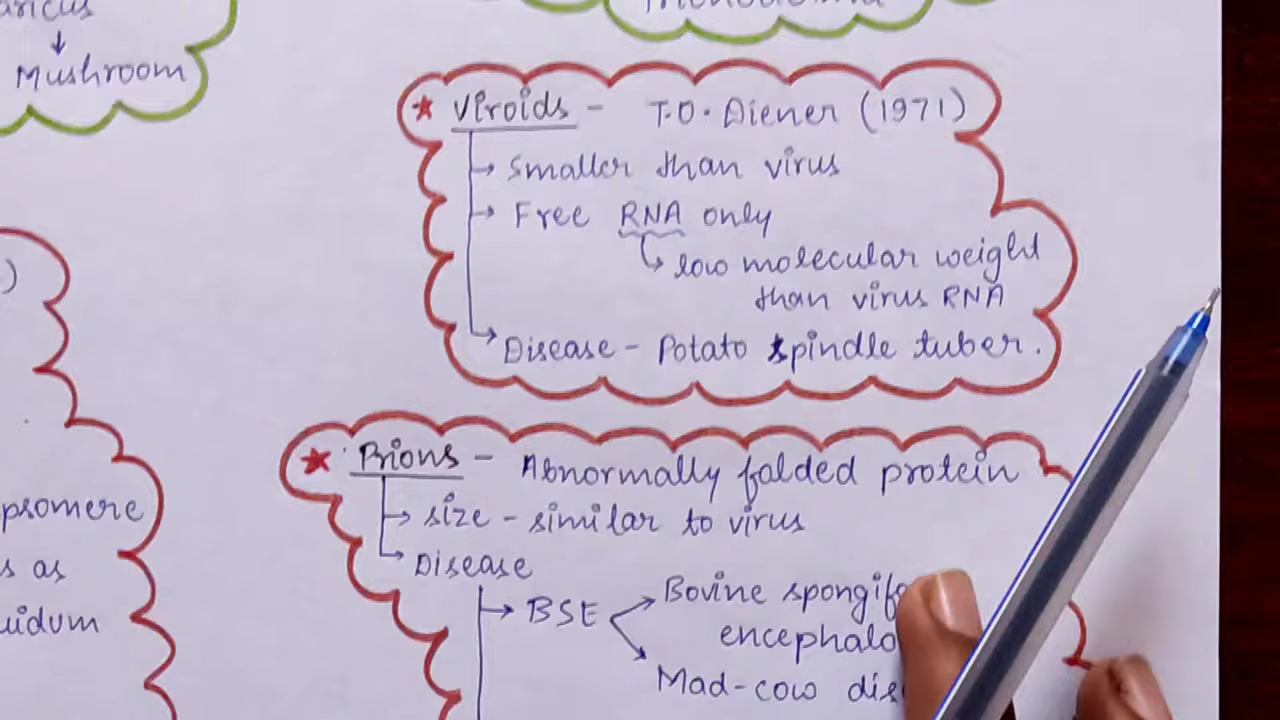 Mushroom
Viroids - T.O. Diener (1971)
Smaller than virus
Free RNA only
low molecular weight
than virus RNA
Disease - Potato spindle tuber.
)
Prions - Abnormally folded protein
size - similar to virus
psomere
Disease
s as
BSE
Bovine spongif
uidum
encephalo
Mad-cow dis